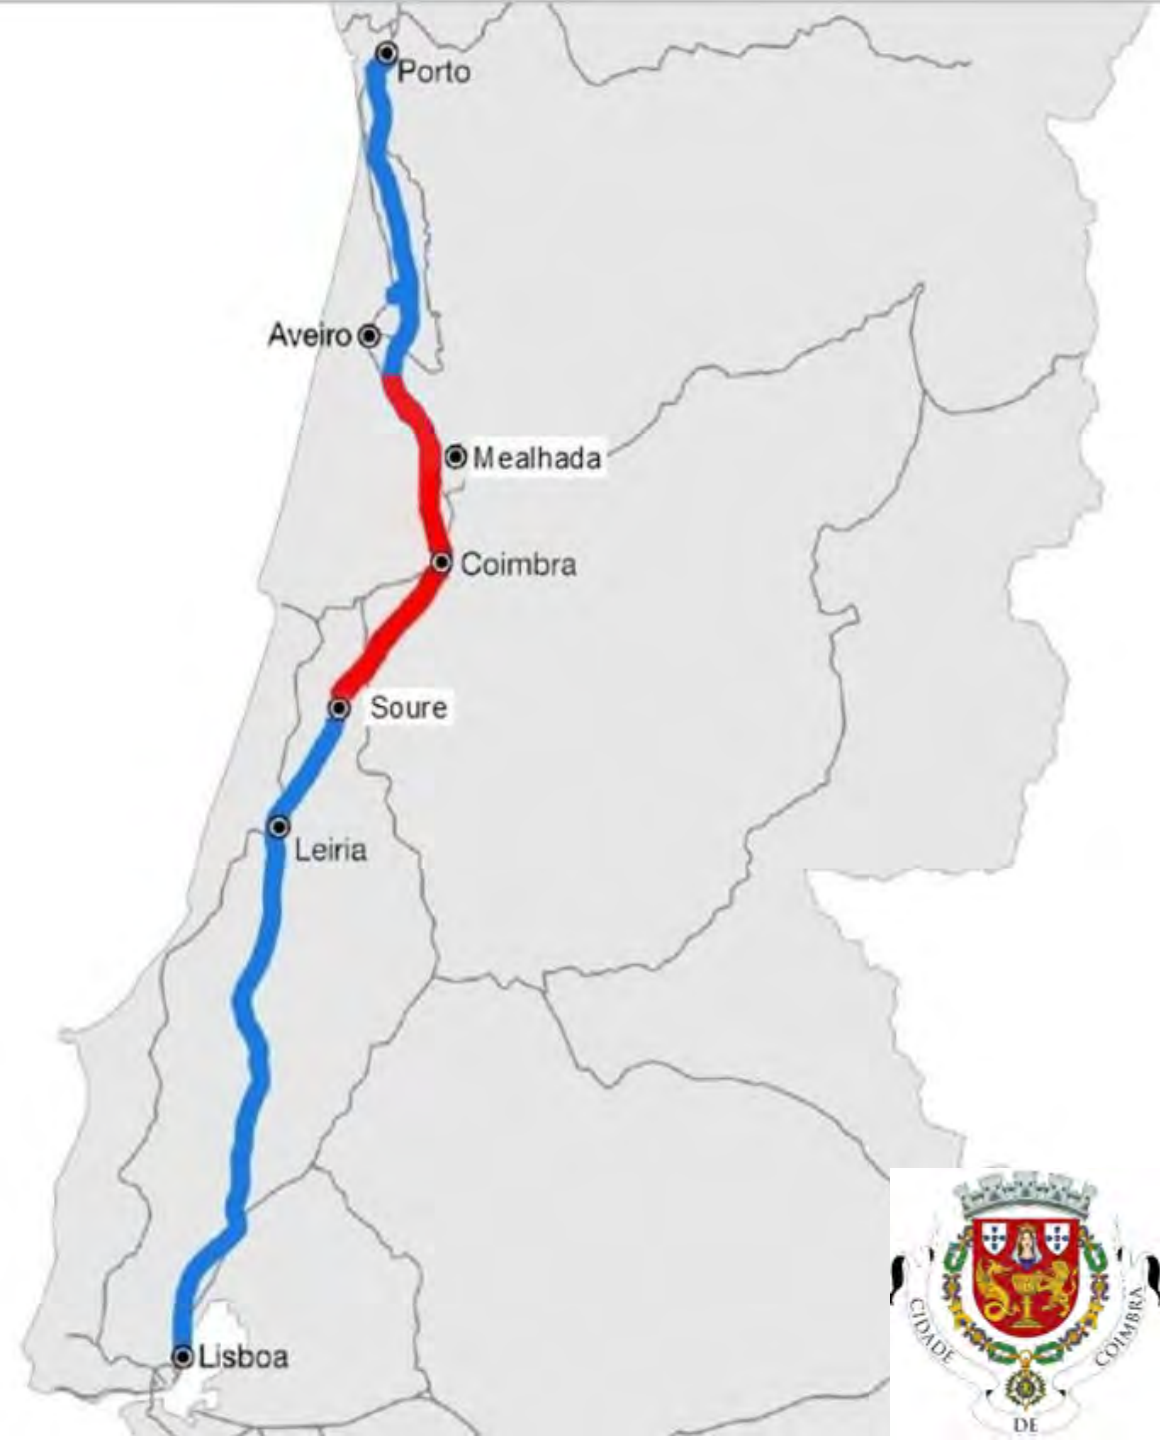 Porto
Aveiro
Mealhada
Coimbra
Soure
Leiria
Lisboa
CIDADE
DE
COIMBRA